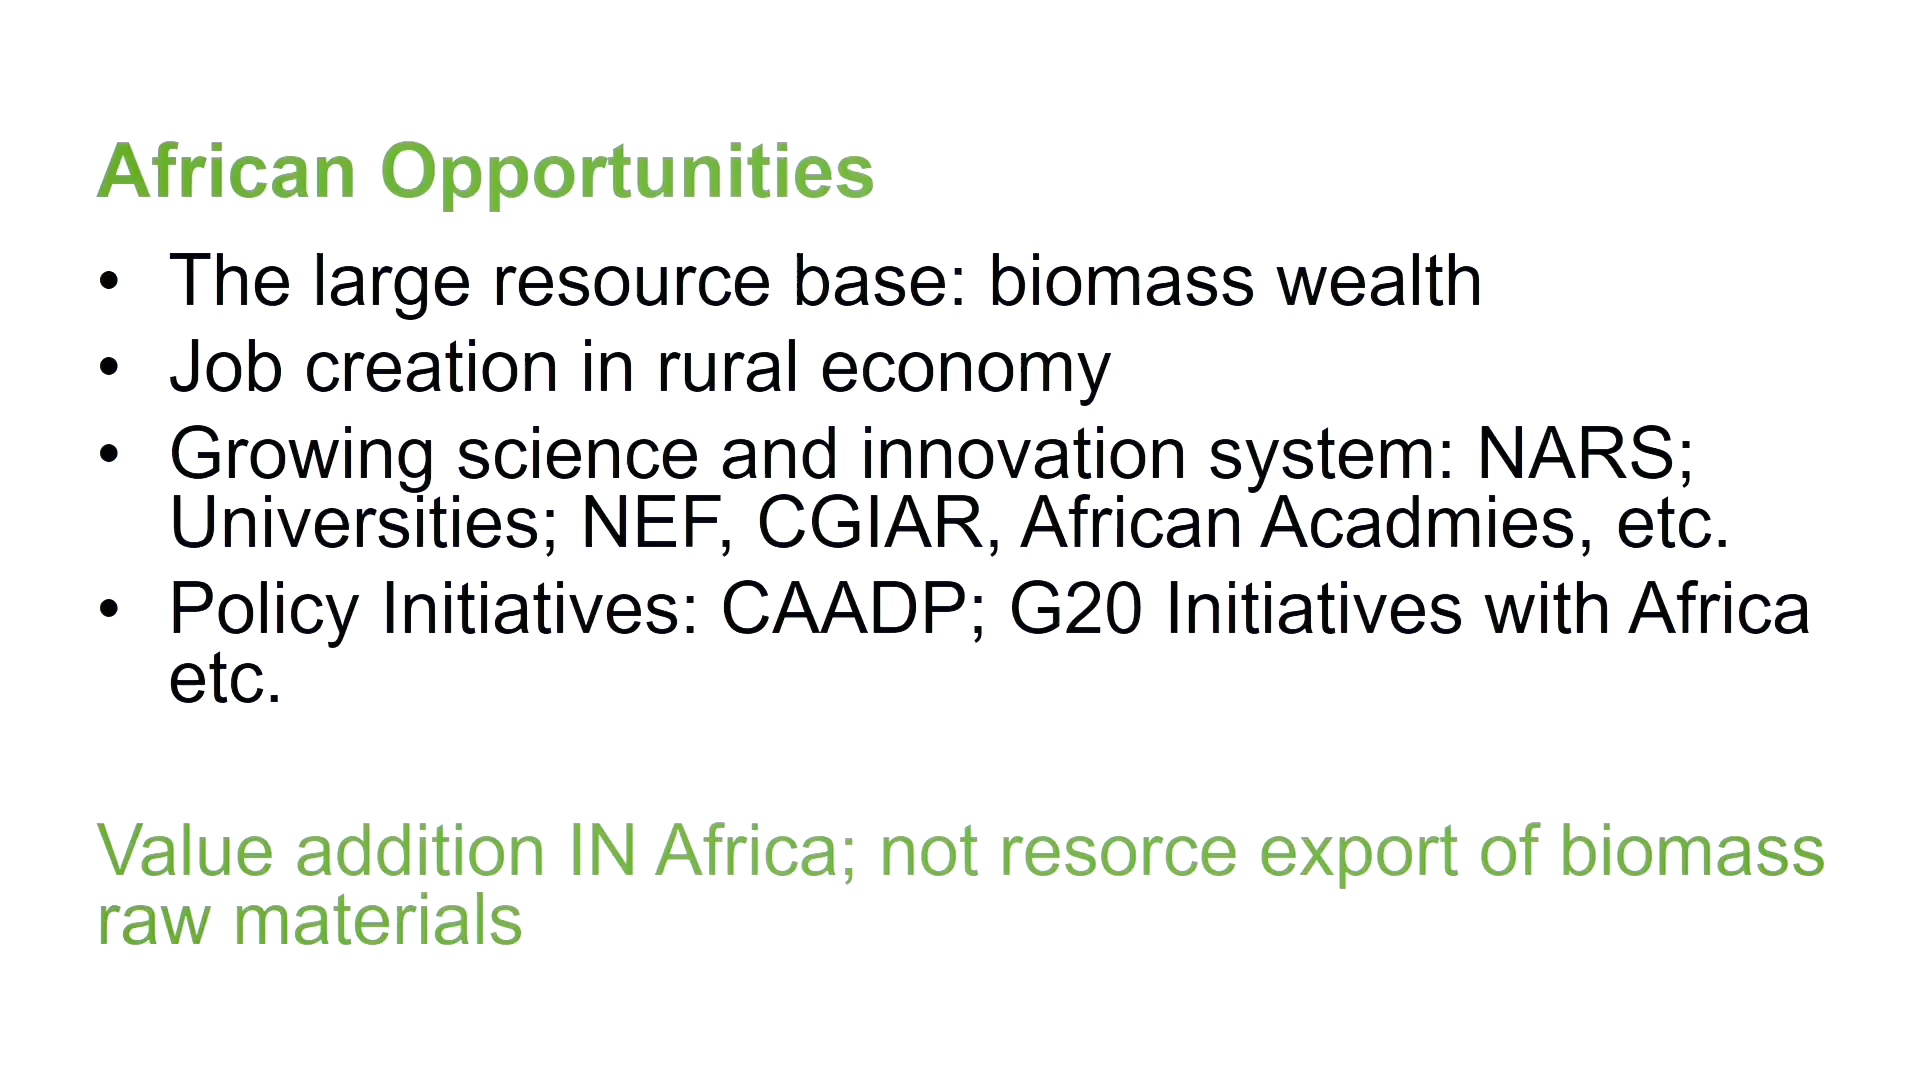 African Opportunities
• The large resource base: biomass wealth
• Job creation in rural economy
• Growing science and innovation system: NARS;
Universities; NEF, CGIAR, African Acadmies, etc.
• Policy Initiatives: CAADP; G20 Initiatives with Africa
etc.
Value addition IN Africa; not resorce export of biomass
raw materials